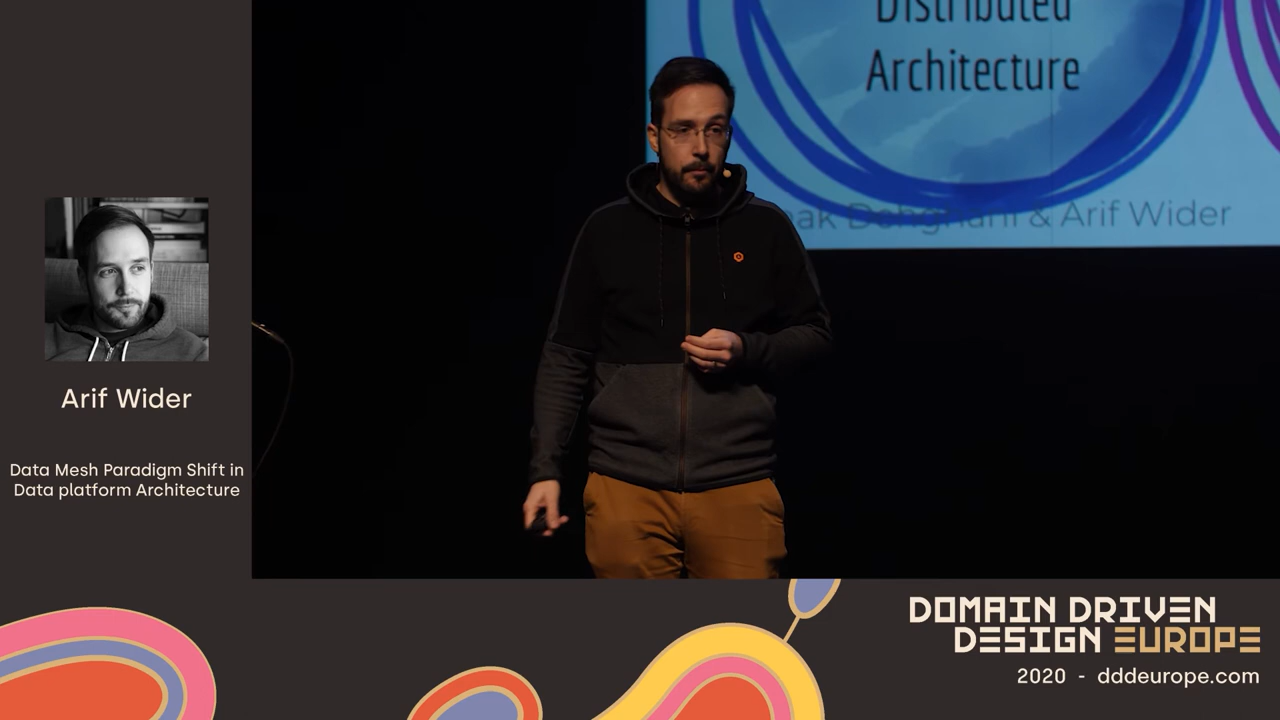 Distributed
Architecture
& Arif Wider
Arif Wider
Data Mesh Paradigm Shift in
Data platform Architecture
DOMAIN DRIVEN
DESIGN EUROPE
2020 - dddeurope.com